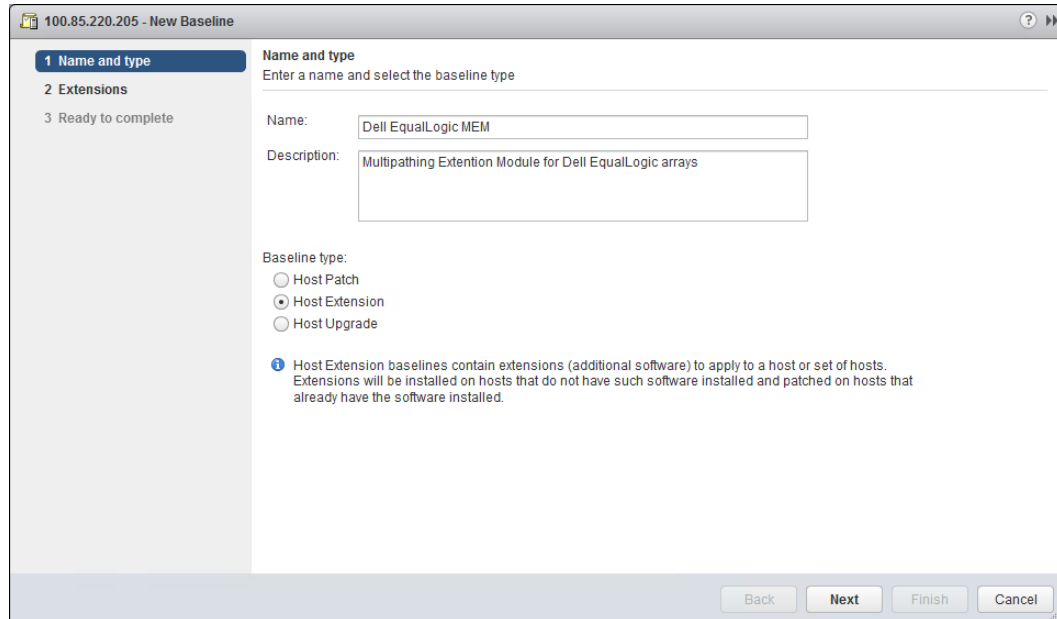 100.85.220.205 - New Baseline
?
1 Name and type
2 Extensions
3 Ready to complete
Name and type
Enter a name and select the baseline type
Name:
Dell EqualLogic MEM
Description:
Multipathing Extention Module for Dell EqualLogic arrays
Baseline type:
Host Patch
Host Extension
Host Upgrade
Host Extension baselines contain extensions (additional software) to apply to a host or set of hosts.
Extensions will be installed on hosts that do not have such software installed and patched on hosts that
already have the software installed.
Back Next Finish Cancel